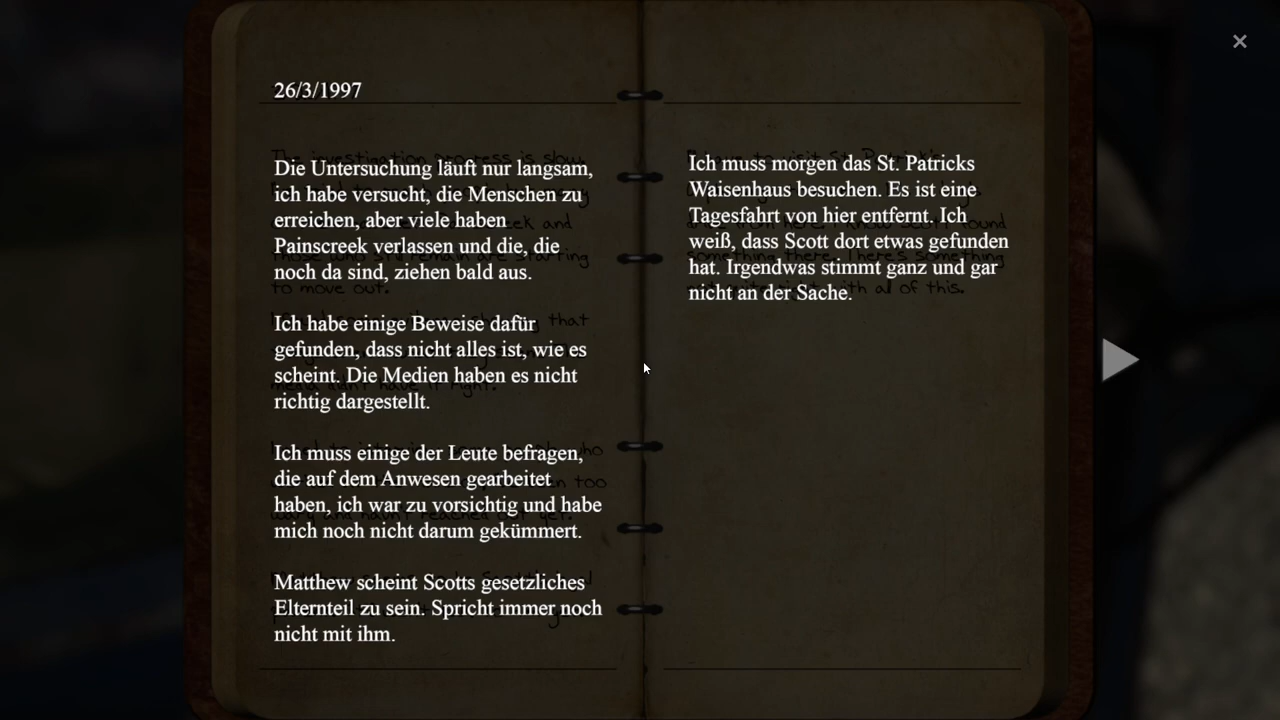 26/3/1997
Die Untersuchung läuft nur langsam,
ich habe versucht, die Menschen zu
erreichen, aber viele haben
Painscreek verlassen und die, die
noch da sind, ziehen bald aus.
Ich habe einige Beweise dafür
gefunden, dass nicht alles ist, wie es
scheint. Die Medien haben es nicht
richtig dargestellt.
Ich muss einige der Leute befragen,
die auf dem Anwesen gearbeitet
haben, ich war zu vorsichtig und habe
mich noch nicht darum gekümmert.
Matthew scheint Scotts gesetzliches
Elternteil zu sein. Spricht immer noch
nicht mit ihm.
Ich muss morgen das St. Patricks
Waisenhaus besuchen. Es ist eine
Tagesfahrt von hier entfernt. Ich
weiß, dass Scott dort etwas gefunden
hat. Irgendwas stimmt ganz und gar
nicht an der Sache.